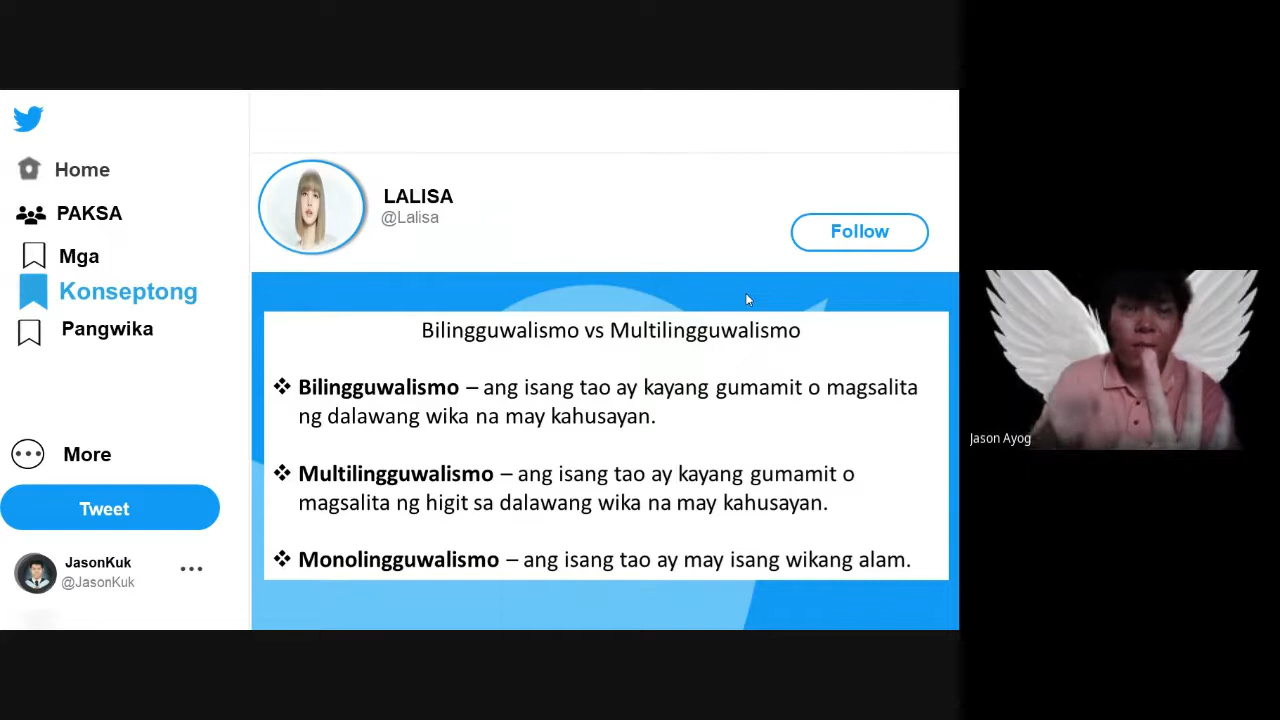 Home
PAKSA
Mga
Konseptong
Pangwika
More
Tweet
JasonKuk
@JasonKuk
LALISA
@Lalisa
Follow
Bilingguwalismo vs Multilingguwalismo
❖ Bilingguwalismo – ang isang tao ay kayang gumamit o magsalita
ng dalawang wika na may kahusayan.
❖ Multilingguwalismo – ang isang tao ay kayang gumamit o
magsalita ng higit sa dalawang wika na may kahusayan.
❖ Monolingguwalismo – ang isang tao ay may isang wikang alam.
Jason Ayog